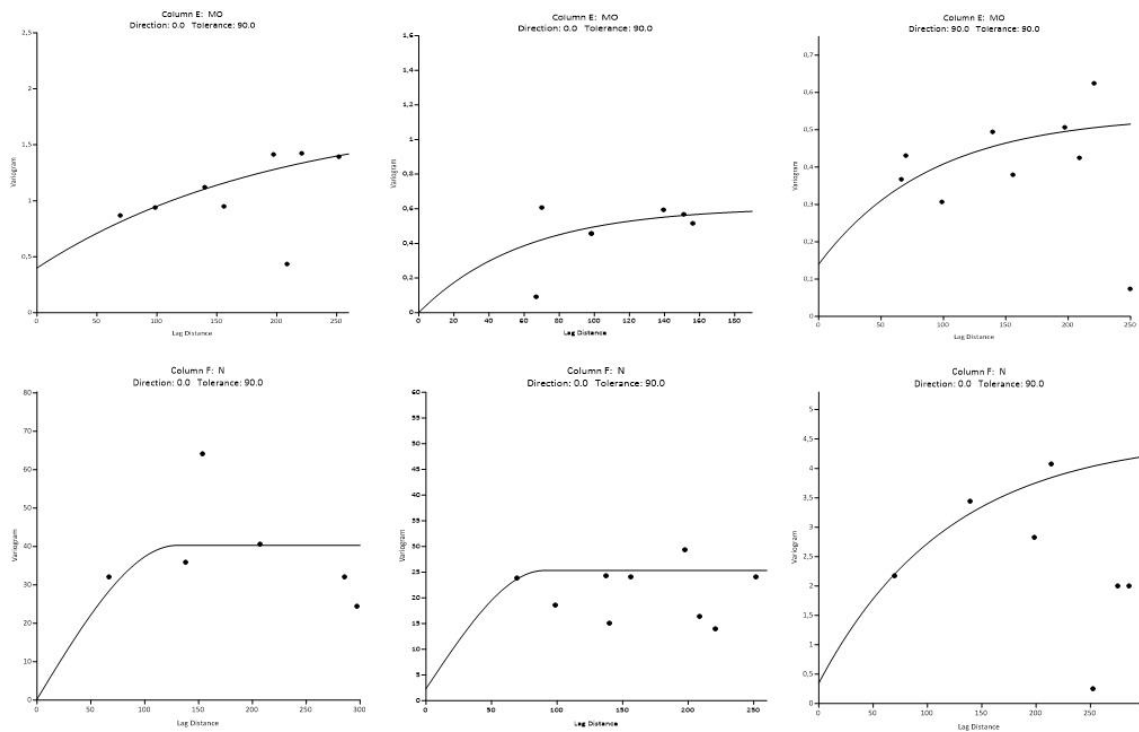 Column E: MO
Direction: 0.0 Tolerance: 90.0
2,5
2
1,5
1
0,5
0
Variogram
0 50 100 150 200 250
Lag Distance
Column E: MO
Direction: 0.0 Tolerance: 90.0
1,6
1,4
1,2
1
0,8
0,6
0,4
0,2
0
Variogram
0 20 40 60 80 100 120 140 160 180
Lag Distance
Column E: MO
Direction: 90.0 Tolerance: 90.0
0,7
0,6
0,5
0,4
0,3
0,2
0,1
0
Variogram
0 50 100 150 200 250
Lag Distance
Column F: N
Direction: 0.0 Tolerance: 90.0
80
70
60
50
40
30
20
10
0
Variogram
0 50 100 150 200 250 300
Lag Distance
Column F: N
Direction: 0.0 Tolerance: 90.0
60
55
50
45
40
35
30
25
20
15
10
5
0
Variogram
0 50 100 150 200 250
Lag Distance
Column F: N
Direction: 0.0 Tolerance: 90.0
5
4,5
4
3,5
3
2,5
2
1,5
1
0,5
0
Variogram
0 50 100 150 200 250
Lag Distance